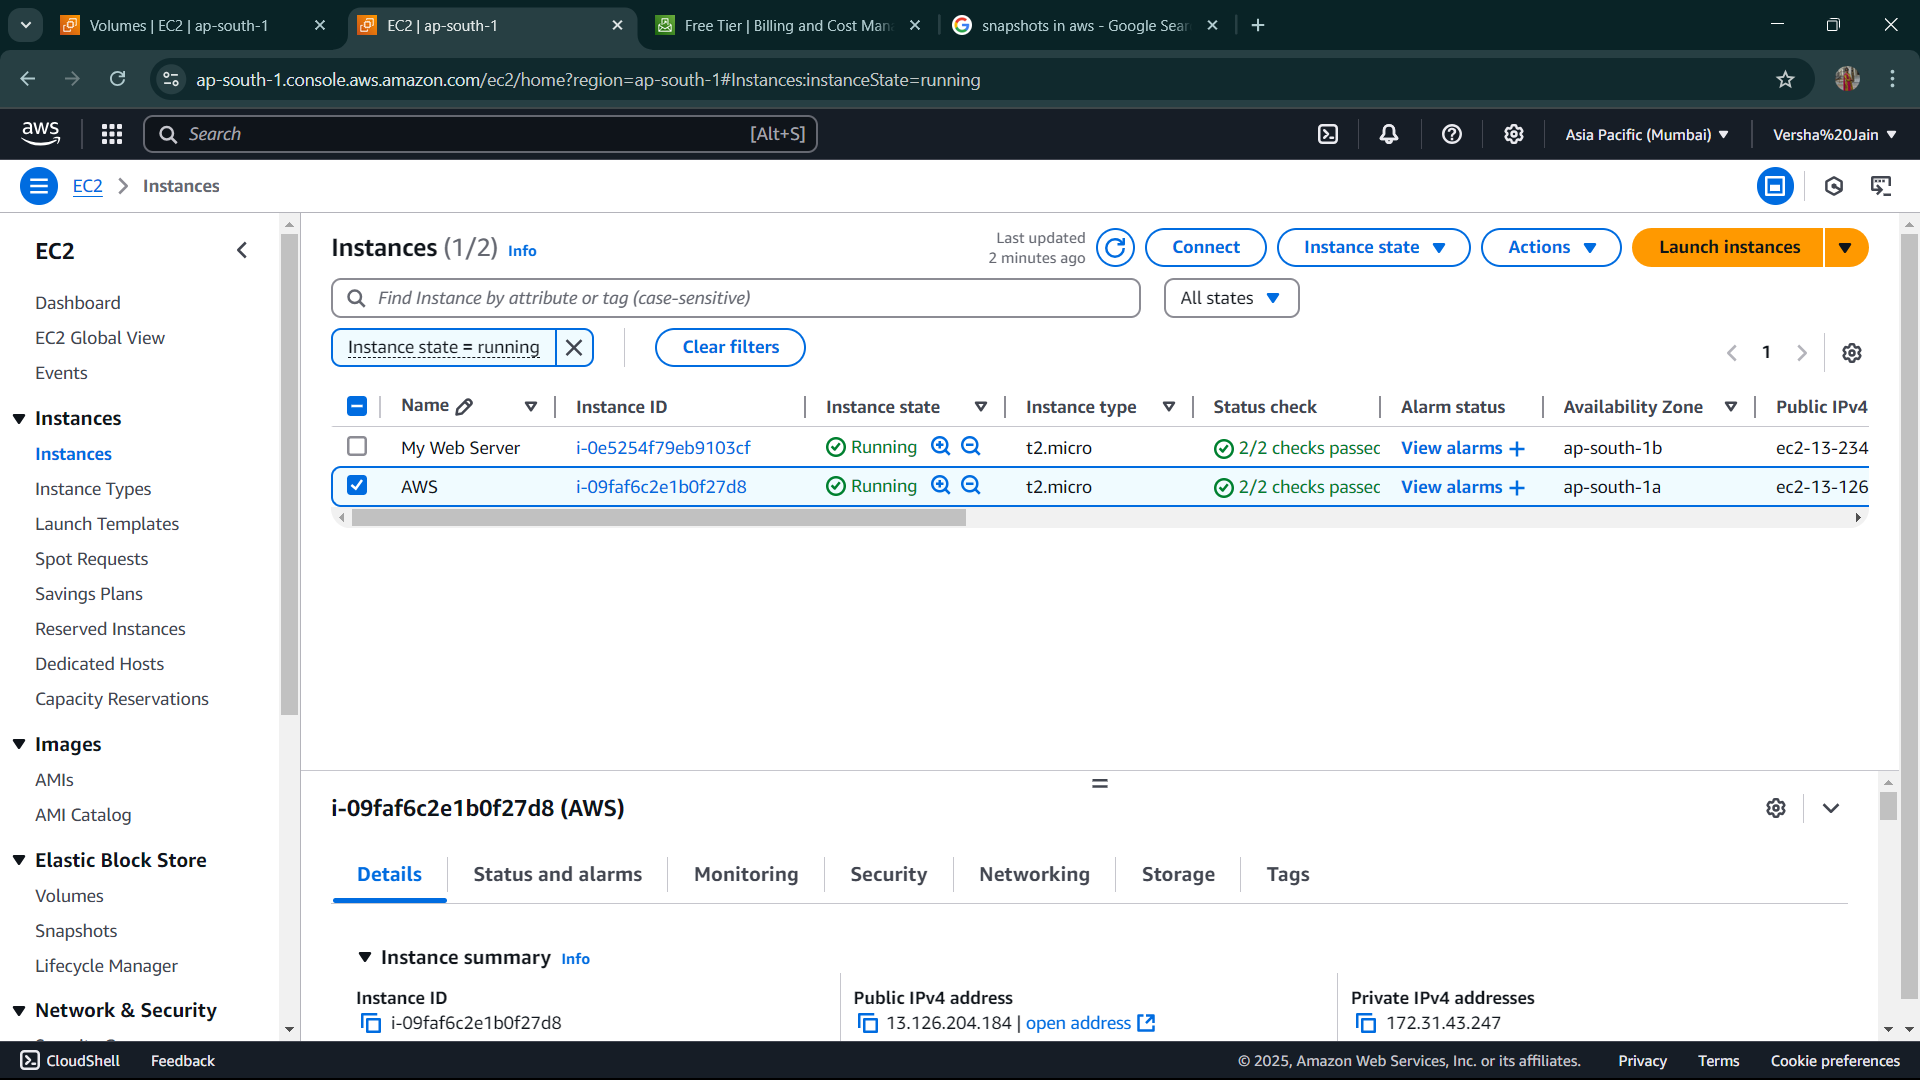 Volumes | EC2 | ap-south-1
EC2 | ap-south-1
Free Tier | Billing and Cost Man
snapshots in aws - Google Sear
ap-south-1.console.aws.amazon.com/ec2/home?region=ap-south-1#Instances:instanceState=running
aws
Search
[Alt+S]
Asia Pacific (Mumbai)
Versha%20Jain
EC2
Instances
EC2
Dashboard
EC2 Global View
Events
Instances
Instances
Instance Types
Launch Templates
Spot Requests
Savings Plans
Reserved Instances
Dedicated Hosts
Capacity Reservations
Images
AMIs
AMI Catalog
Elastic Block Store
Volumes
Snapshots
Lifecycle Manager
Network & Security
Instances (1/2) Info
Last updated
2 minutes ago
Connect
Instance state
Actions
Launch instances
Find Instance by attribute or tag (case-sensitive)
All states
Instance state = running
Clear filters
1
Name Instance ID Instance state Instance type Status check Alarm status Availability Zone Public IPv4
My Web Server i-0e5254f79eb9103cf Running t2.micro 2/2 checks passed View alarms + ap-south-1b ec2-13-234
AWS i-09faf6c2e1b0f27d8 Running t2.micro 2/2 checks passed View alarms + ap-south-1a ec2-13-126
i-09faf6c2e1b0f27d8 (AWS)
Details
Status and alarms
Monitoring
Security
Networking
Storage
Tags
Instance summary Info
Instance ID
i-09faf6c2e1b0f27d8
Public IPv4 address
13.126.204.184 | open address
Private IPv4 addresses
172.31.43.247
CloudShell
Feedback
© 2025, Amazon Web Services, Inc. or its affiliates.
Privacy
Terms
Cookie preferences